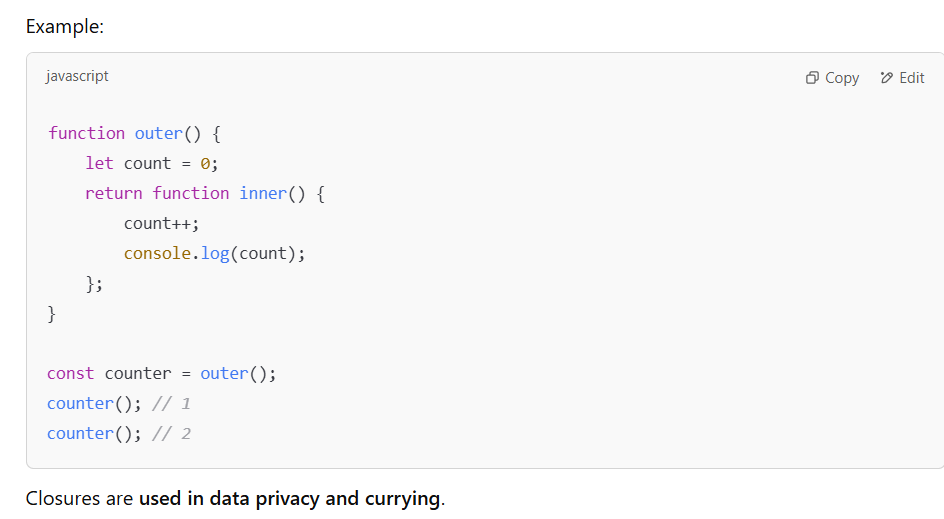 Example:
javascript
Copy
Edit
function outer() {
    let count = 0;
    return function inner() {
        count++;
        console.log(count);
    };
}
const counter = outer();
counter(); // 1
counter(); // 2
Closures are used in data privacy and currying.